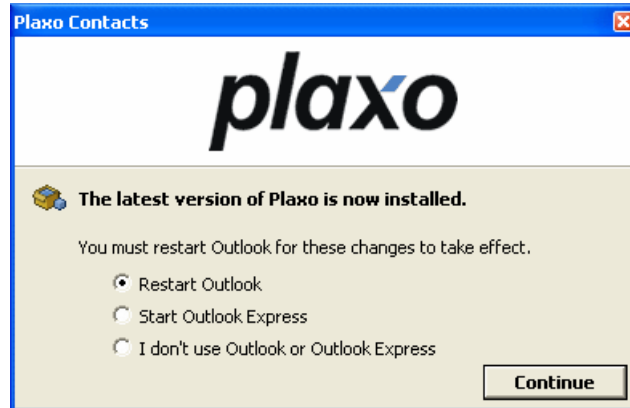 Plaxo Contacts
plaxo
The latest version of Plaxo is now installed.
You must restart Outlook for these changes to take effect.
Restart Outlook
Start Outlook Express
I don't use Outlook or Outlook Express
Continue